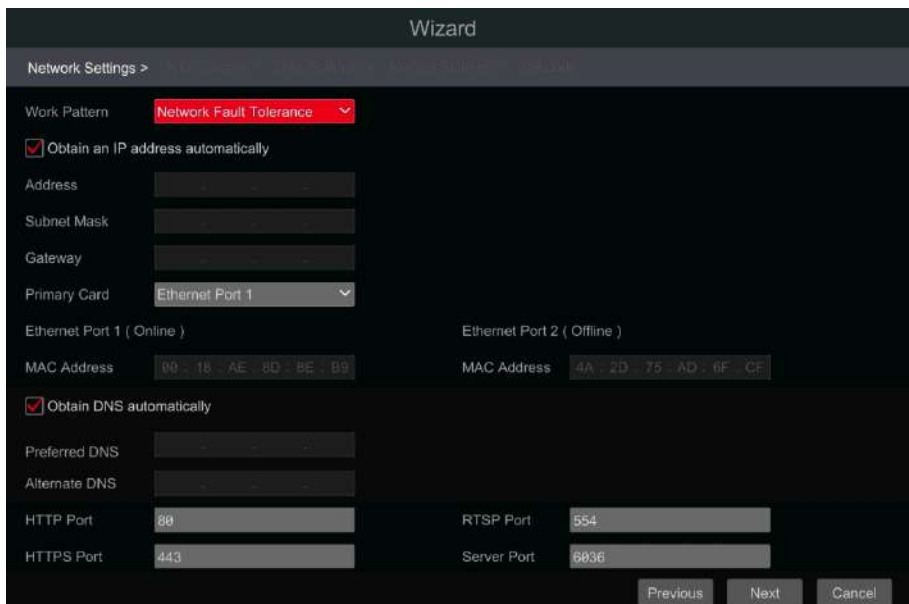 Wizard
Network Settings >
Work Pattern Network Fault Tolerance
Obtain an IP address automatically
Address
Subnet Mask
Gateway
Primary Card Ethernet Port 1
Ethernet Port 1 ( Online ) Ethernet Port 2 ( Offline )
MAC Address 00 : 18 : AE : 8D : 8E : B9 MAC Address 4A : 2D : 75 : AD : 6F : CF
Obtain DNS automatically
Preferred DNS
Alternate DNS
HTTP Port 80 RTSP Port 554
HTTPS Port 443 Server Port 6036
Previous Next Cancel